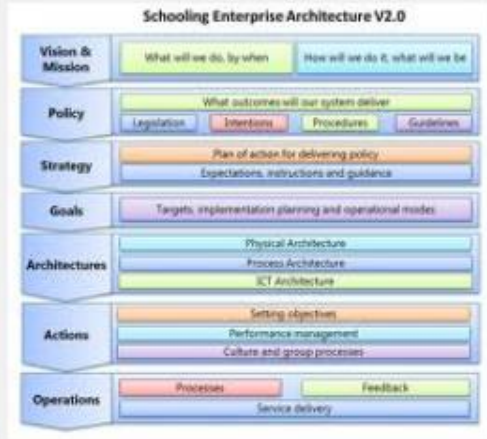 Schooling Enterprise Architecture V2.0
Vision &
Mission
What will we do, by when
How will we do it, what will we be
Policy
What outcomes will our system deliver
Legislation
Intentions
Procedures
Guidelines
Strategy
Plan of action for delivering policy
Expectations, instructions and guidance
Goals
Targets, implementation planning and operational modes
Architectures
Physical Architecture
Process Architecture
ICT Architecture
Actions
Setting objectives
Performance management
Culture and group processes
Operations
Processes
Feedback
Service delivery